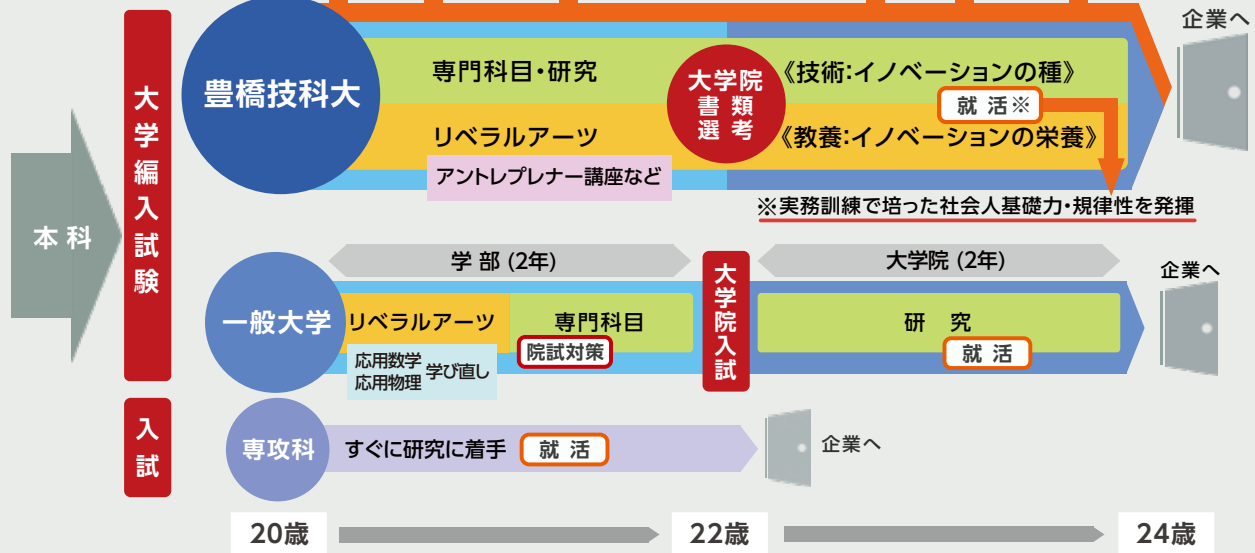 企業へ
本科
大学編入試験
豊橋技科大
専門科目・研究
リベラルアーツ
アントレプレナー講座など
大学院
書類
選考
《技術:イノベーションの種》
就活※
《教養:イノベーションの栄養》
※実務訓練で培った社会人基礎力・規律性を発揮
学部 (2年)
大学院 (2年)
一般大学
リベラルアーツ
専門科目
院試対策
応用数学
応用物理
学び直し
大学院入試
研究
就活
企業へ
入試
専攻科
すぐに研究に着手
就活
企業へ
20歳
22歳
24歳